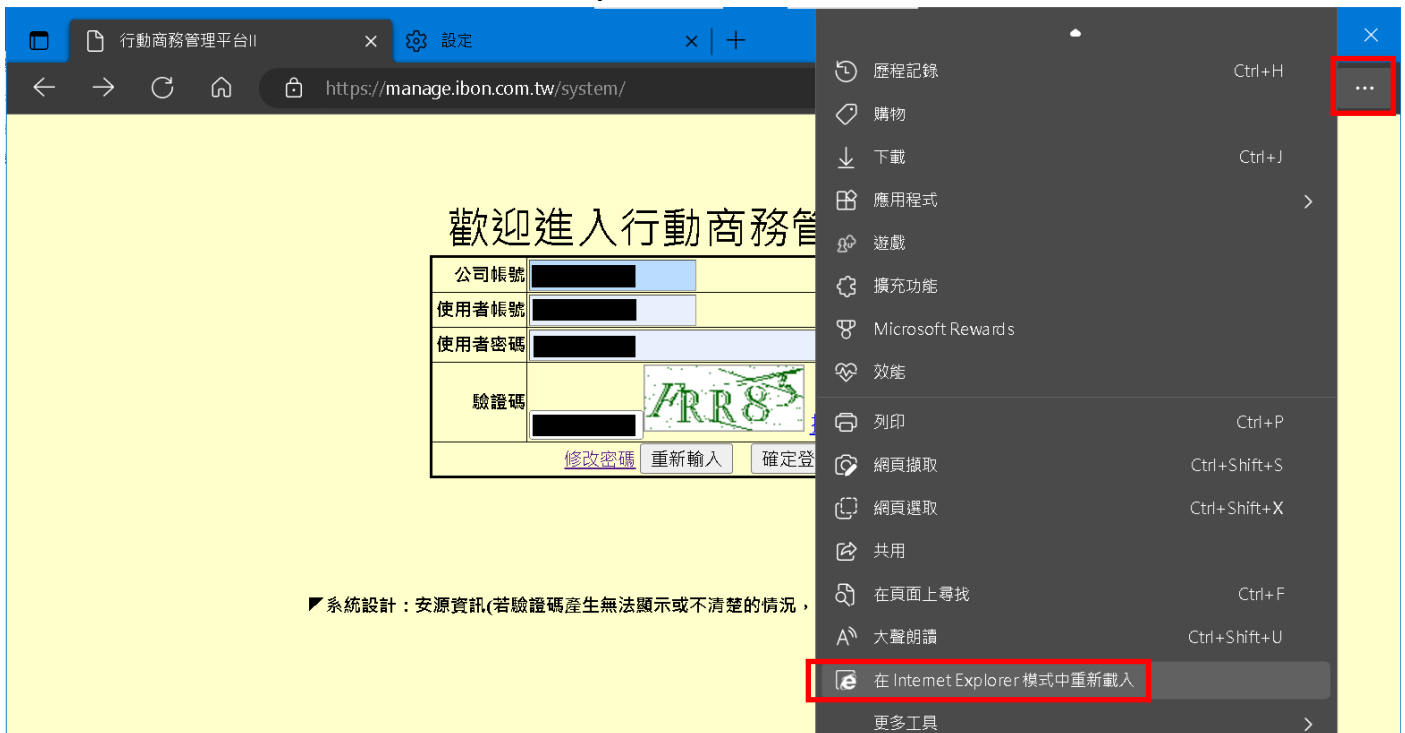 行動商務管理平台II
設定
https://manage.ibon.com.tw/system/
歡迎進入行動商務管
公司帳號
使用者帳號
使用者密碼
驗證碼
ARR83
修改密碼 重新輸入 確定登
◤系統設計：安源資訊(若驗證碼產生無法顯示或不清楚的情況，
歷程記錄 Ctrl+H
購物
下載 Ctrl+J
應用程式
遊戲
擴充功能
Microsoft Rewards
效能
列印 Ctrl+P
網頁擷取 Ctrl+Shift+S
網頁選取 Ctrl+Shift+X
共用
在頁面上尋找 Ctrl+F
大聲朗讀 Ctrl+Shift+U
在 Internet Explorer 模式中重新載入
更多工具